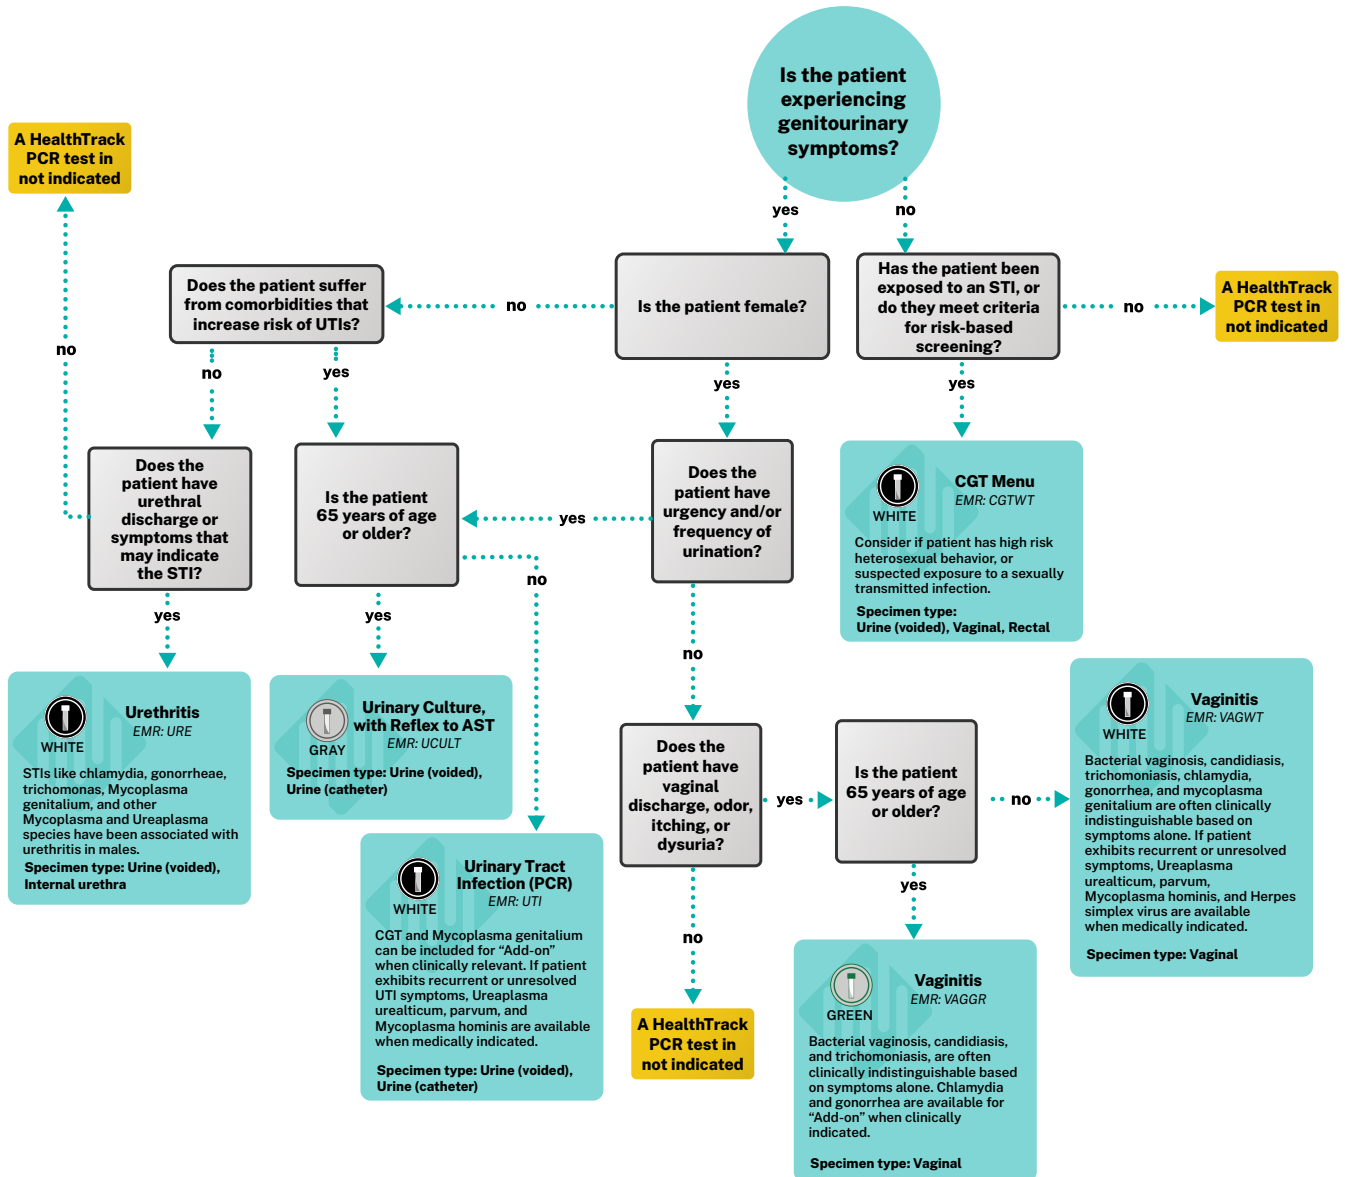 Is the patient
experiencing
genitourinary
symptoms?
yes
no
A HealthTrack
PCR test in
not indicated
Does the patient suffer
from comorbidities that
increase risk of UTIs?
no
Is the patient female?
Has the patient been
exposed to an STI, or
do they meet criteria
for risk-based
screening?
no
A HealthTrack
PCR test in
not indicated
no
no
yes
yes
yes
Does the
patient have
urethral
discharge or
symptoms that
may indicate
the STI?
Is the patient
65 years of age
or older?
yes
Does the
patient have
urgency and/or
frequency of
urination?
WHITE
CGT Menu
EMR: CGTWT
Consider if patient has high risk
heterosexual behavior, or
suspected exposure to a sexually
transmitted infection.
Specimen type:
Urine (voided), Vaginal, Rectal
yes
yes
no
no
WHITE
Urethritis
EMR: URE
STIs like chlamydia, gonorrheae,
trichomonas, Mycoplasma
genitalium, and other
Mycoplasma and Ureaplasma
species have been associated with
urethritis in males.
Specimen type: Urine (voided),
Internal urethra
GRAY
Urinary Culture,
with Reflex to AST
EMR: UCULT
Specimen type: Urine (voided),
Urine (catheter)
WHITE
Urinary Tract
Infection (PCR)
EMR: UTI
CGT and Mycoplasma genitalium
can be included for “Add-on”
when clinically relevant. If patient
exhibits recurrent or unresolved
UTI symptoms, Ureaplasma
urealticum, parvum, and
Mycoplasma hominis are available
when medically indicated.
Specimen type: Urine (voided),
Urine (catheter)
Does the
patient have
vaginal
discharge, odor,
itching, or
dysuria?
yes
Is the patient
65 years of age
or older?
no
WHITE
Vaginitis
EMR: VAGWT
Bacterial vaginosis, candidiasis,
trichomoniasis, chlamydia,
gonorrhea, and mycoplasma
genitalium are often clinically
indistinguishable based on
symptoms alone. If patient
exhibits recurrent or unresolved
symptoms, Ureaplasma
urealticum, parvum,
Mycoplasma hominis, and Herpes
simplex virus are available
when medically indicated.
Specimen type: Vaginal
no
yes
A HealthTrack
PCR test in
not indicated
GREEN
Vaginitis
EMR: VAGGR
Bacterial vaginosis, candidiasis,
and trichomoniasis, are often
clinically indistinguishable based
on symptoms alone. Chlamydia
and gonorrhea are available for
“Add-on” when clinically
indicated.
Specimen type: Vaginal